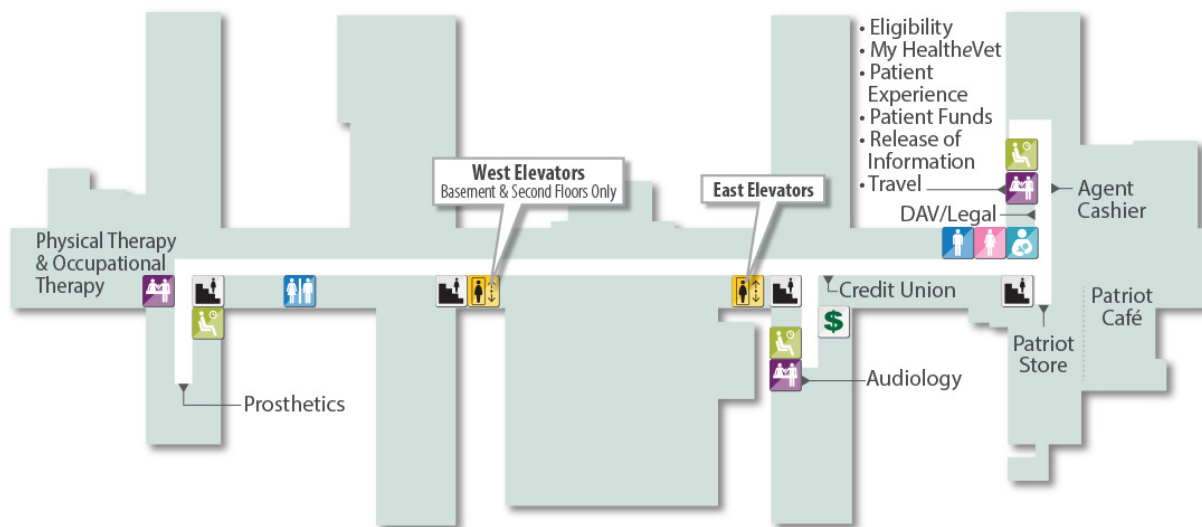 • Eligibility
• My HealtheVet
• Patient
Experience
• Patient Funds
• Release of
Information
• Travel
DAV/Legal
Agent
Cashier
West Elevators
Basement & Second Floors Only
East Elevators
Physical Therapy
& Occupational
Therapy
Credit Union
$
Patriot
Café
Patriot
Store
Audiology
Prosthetics